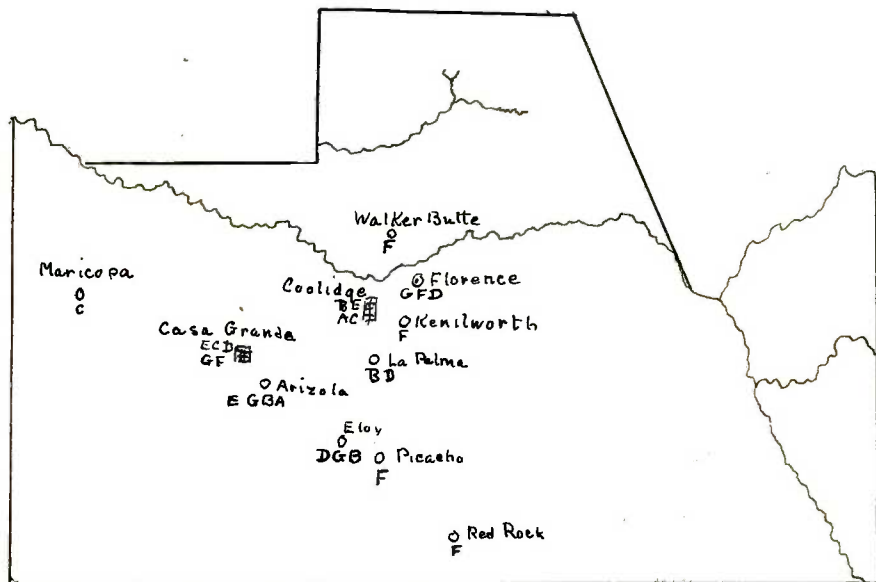 Walker Butte
F
Maricopa
C
Coolidge
BE
AC
Florence
GFD
Kenilworth
F
Casa Grande
ECD
GF
La Palma
BD
Arizola
E GBA
Eloy
DGB
Picacho
F
Red Rock
F